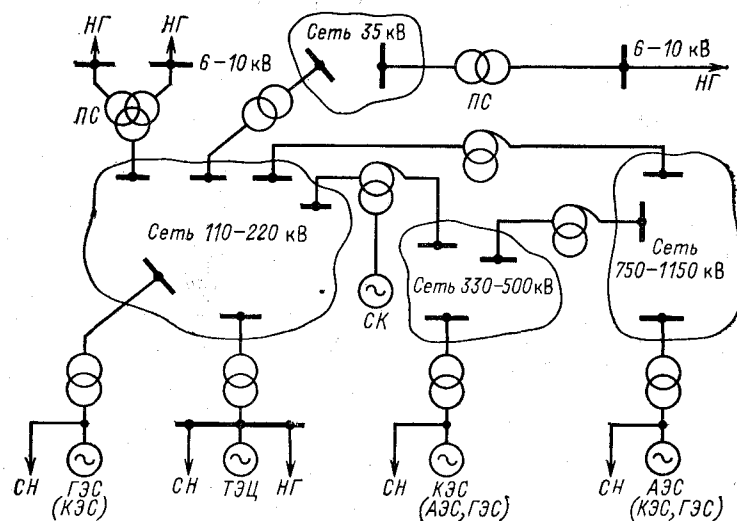 НГ
НГ
6-10 кВ
ПС
Сеть 35 кВ
ПС
6-10 кВ
НГ
Сеть 110-220 кВ
СК
Сеть 330-500кВ
Сеть
750-1150 кВ
СН
ГЭС
(КЭС)
СН
ТЭЦ
НГ
СН
КЭС
(АЭС, ГЭС)
СН
АЭС
(КЭС, ГЭС)